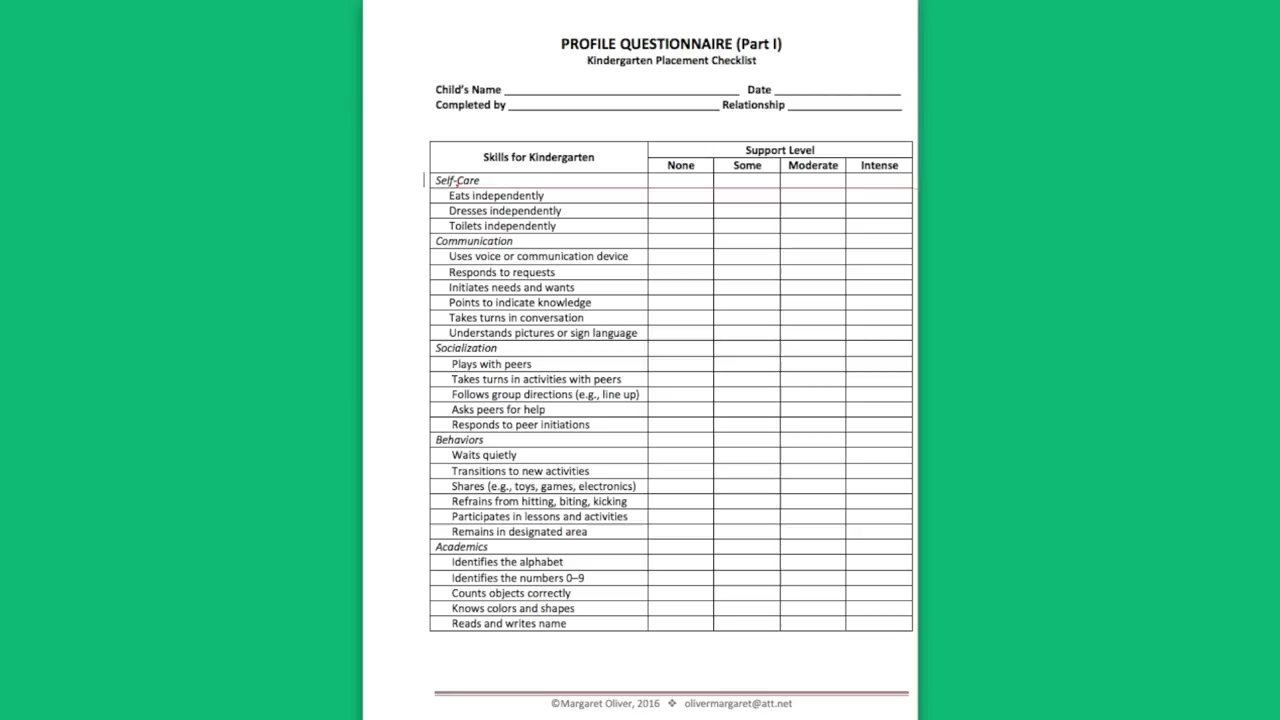 PROFILE QUESTIONNAIRE (Part I)
Kindergarten Placement Checklist
Child's Name ____________________ Date ____________________
Completed by ____________________ Relationship ____________________
Skills for Kindergarten
Support Level
None Some Moderate Intense
Self-Care
Eats independently
Dresses independently
Toilets independently
Communication
Uses voice or communication device
Responds to requests
Initiates needs and wants
Points to indicate knowledge
Takes turns in conversation
Understands pictures or sign language
Socialization
Plays with peers
Takes turns in activities with peers
Follows group directions (e.g., line up)
Asks peers for help
Responds to peer initiations
Behaviors
Waits quietly
Transitions to new activities
Shares (e.g., toys, games, electronics)
Refrains from hitting, biting, kicking
Participates in lessons and activities
Remains in designated area
Academics
Identifies the alphabet
Identifies the numbers 0–9
Counts objects correctly
Knows colors and shapes
Reads and writes name
©Margaret Oliver, 2016 ❖ olivermargaret@att.net